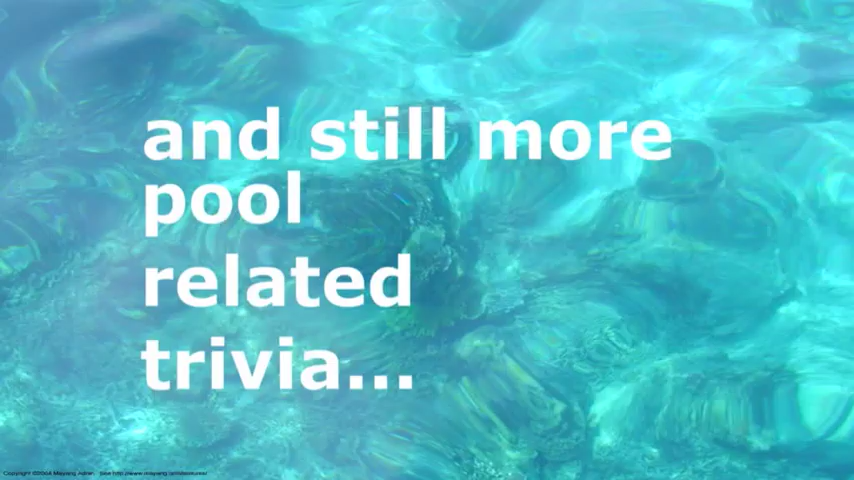 and still more
pool
related
trivia...